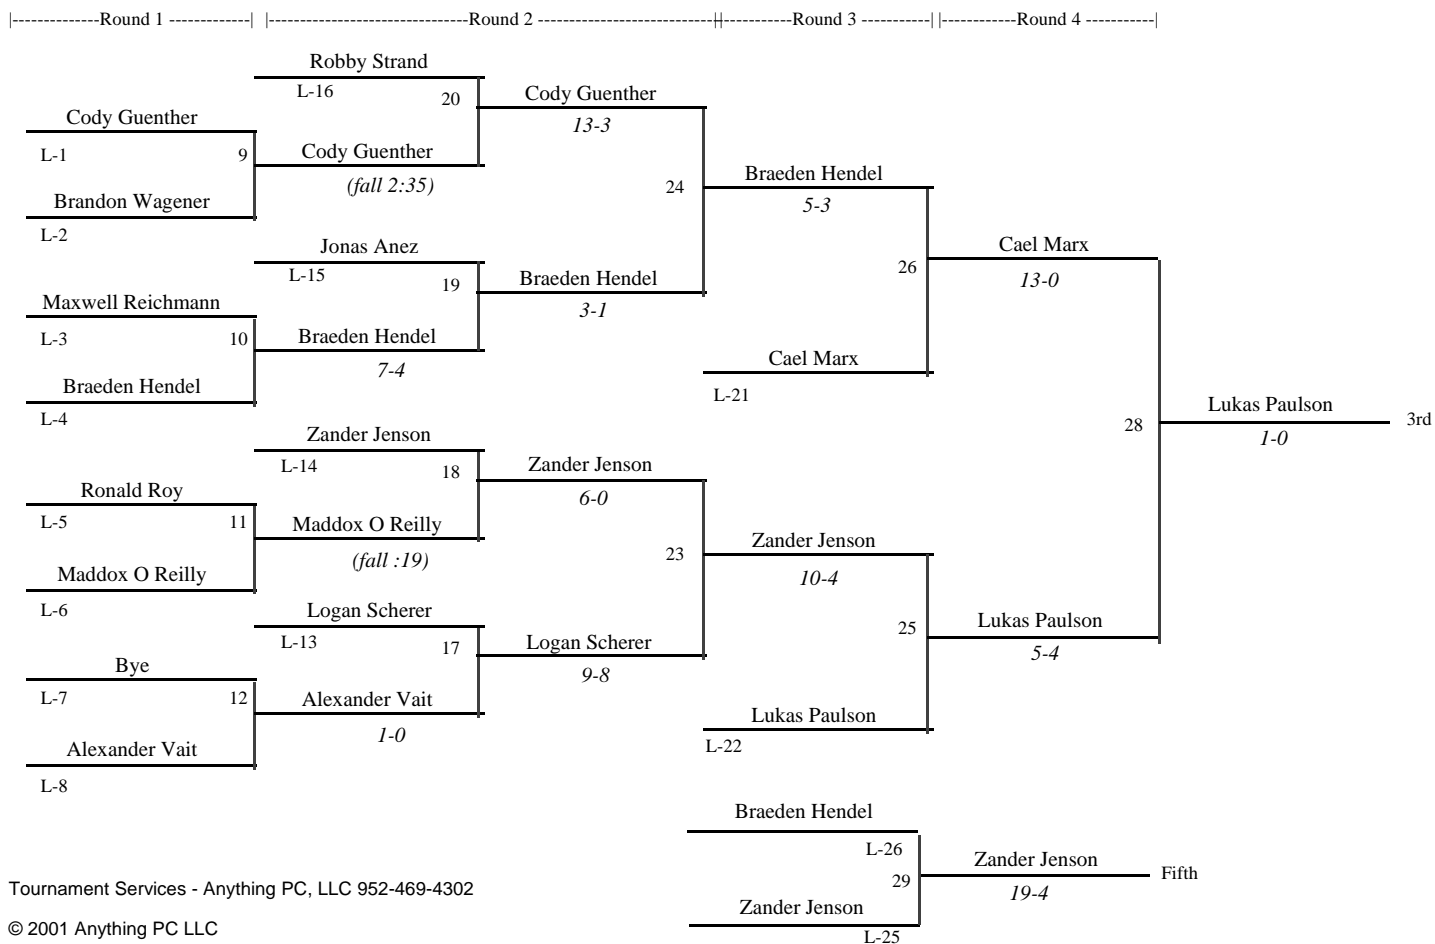 |-------------Round 1 -------------| |-----------------------------Round 2 --------------------------||-----------Round 3 -----------| |-----------Round 4 -----------|
Robby Strand
L-16
20
Cody Guenther
13-3
Cody Guenther
L-1
9
Cody Guenther
(fall 2:35)
Brandon Wagener
L-2
24
Braeden Hendel
5-3
Jonas Anez
L-15
19
Braeden Hendel
3-1
26
Cael Marx
13-0
Maxwell Reichmann
L-3
10
Braeden Hendel
7-4
Braeden Hendel
L-4
Cael Marx
L-21
28
Lukas Paulson
1-0
3rd
Zander Jenson
L-14
18
Zander Jenson
6-0
Ronald Roy
L-5
11
Maddox O Reilly
(fall :19)
Maddox O Reilly
L-6
23
Zander Jenson
10-4
Logan Scherer
L-13
17
Logan Scherer
9-8
25
Lukas Paulson
5-4
Bye
L-7
12
Alexander Vait
1-0
Alexander Vait
L-8
Lukas Paulson
L-22
Braeden Hendel
L-26
29
Zander Jenson
19-4
Fifth
Zander Jenson
L-25
Tournament Services - Anything PC, LLC 952-469-4302
© 2001 Anything PC LLC